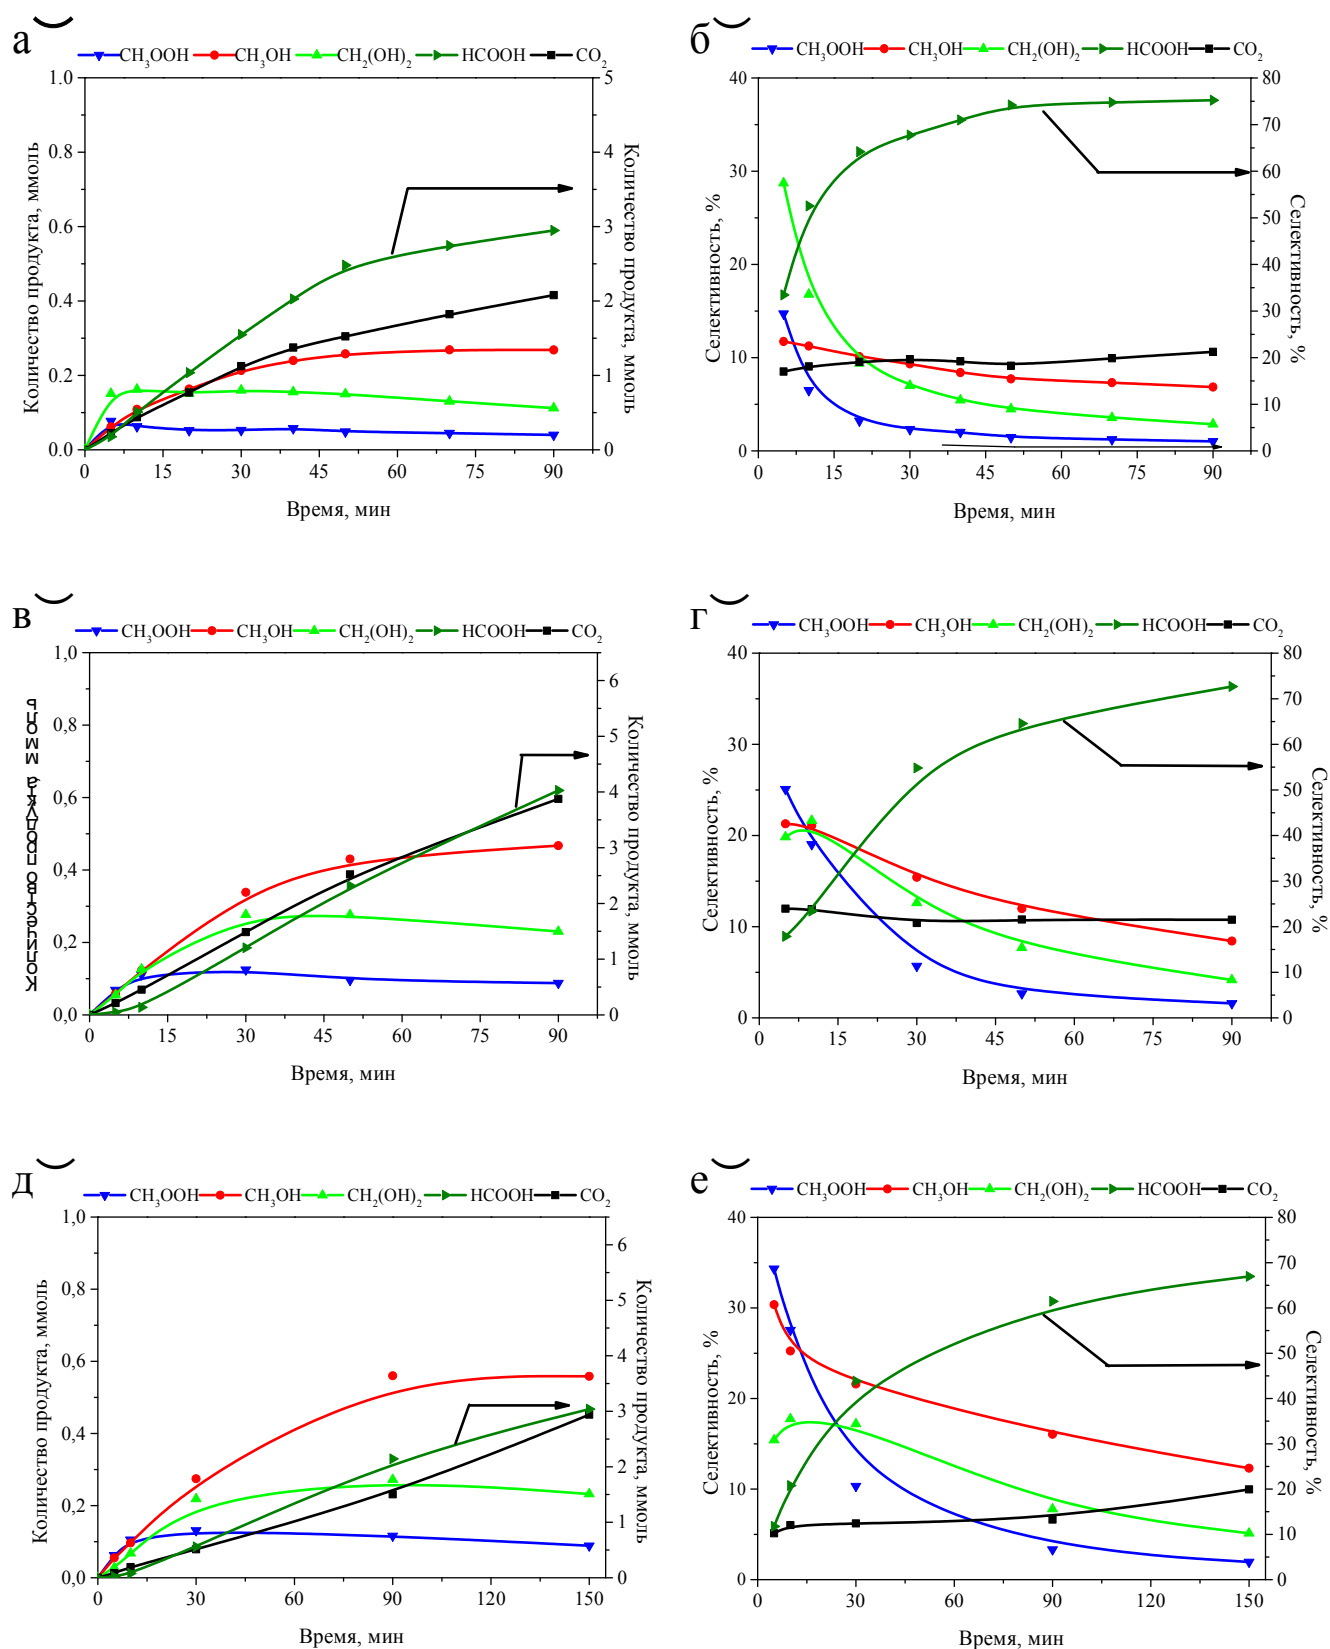 а
CH₃OOH CH₃OH CH₂(OH)₂ HCOOH CO₂
Количество продукта, ммоль
1.0
0.8
0.6
0.4
0.2
0.0
0 15 30 45 60 75 90
Время, мин
5
4
3
2
1
0
Количество продукта, ммоль
б
CH₃OOH CH₃OH CH₂(OH)₂ HCOOH CO₂
Селективность, %
40
30
20
10
0
0 15 30 45 60 75 90
Время, мин
80
70
60
50
40
30
20
10
0
Селективность, %
в
CH₃OOH CH₃OH CH₂(OH)₂ HCOOH CO₂
Количество продукта, ммоль
1,0
0,8
0,6
0,4
0,2
0,0
0 15 30 45 60 75 90
Время, мин
6
5
4
3
2
1
0
Количество продукта, ммоль
г
CH₃OOH CH₃OH CH₂(OH)₂ HCOOH CO₂
Селективность, %
40
30
20
10
0
0 15 30 45 60 75 90
Время, мин
80
70
60
50
40
30
20
10
0
Селективность, %
д
CH₃OOH CH₃OH CH₂(OH)₂ HCOOH CO₂
Количество продукта, ммоль
1,0
0,8
0,6
0,4
0,2
0,0
0 30 60 90 120 150
Время, мин
6
5
4
3
2
1
0
Количество продукта, ммоль
е
CH₃OOH CH₃OH CH₂(OH)₂ HCOOH CO₂
Селективность, %
40
30
20
10
0
0 30 60 90 120 150
Время, мин
80
70
60
50
40
30
20
10
0
Селективность, %